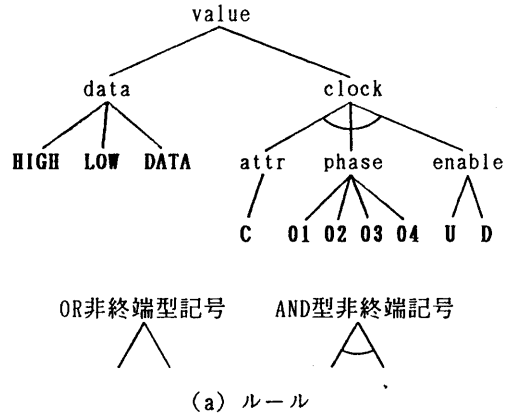 value
data clock
HIGH LOW DATA attr phase enable
C 01 02 03 04 U D
OR非終端型記号 AND型非終端記号
(a) ルール